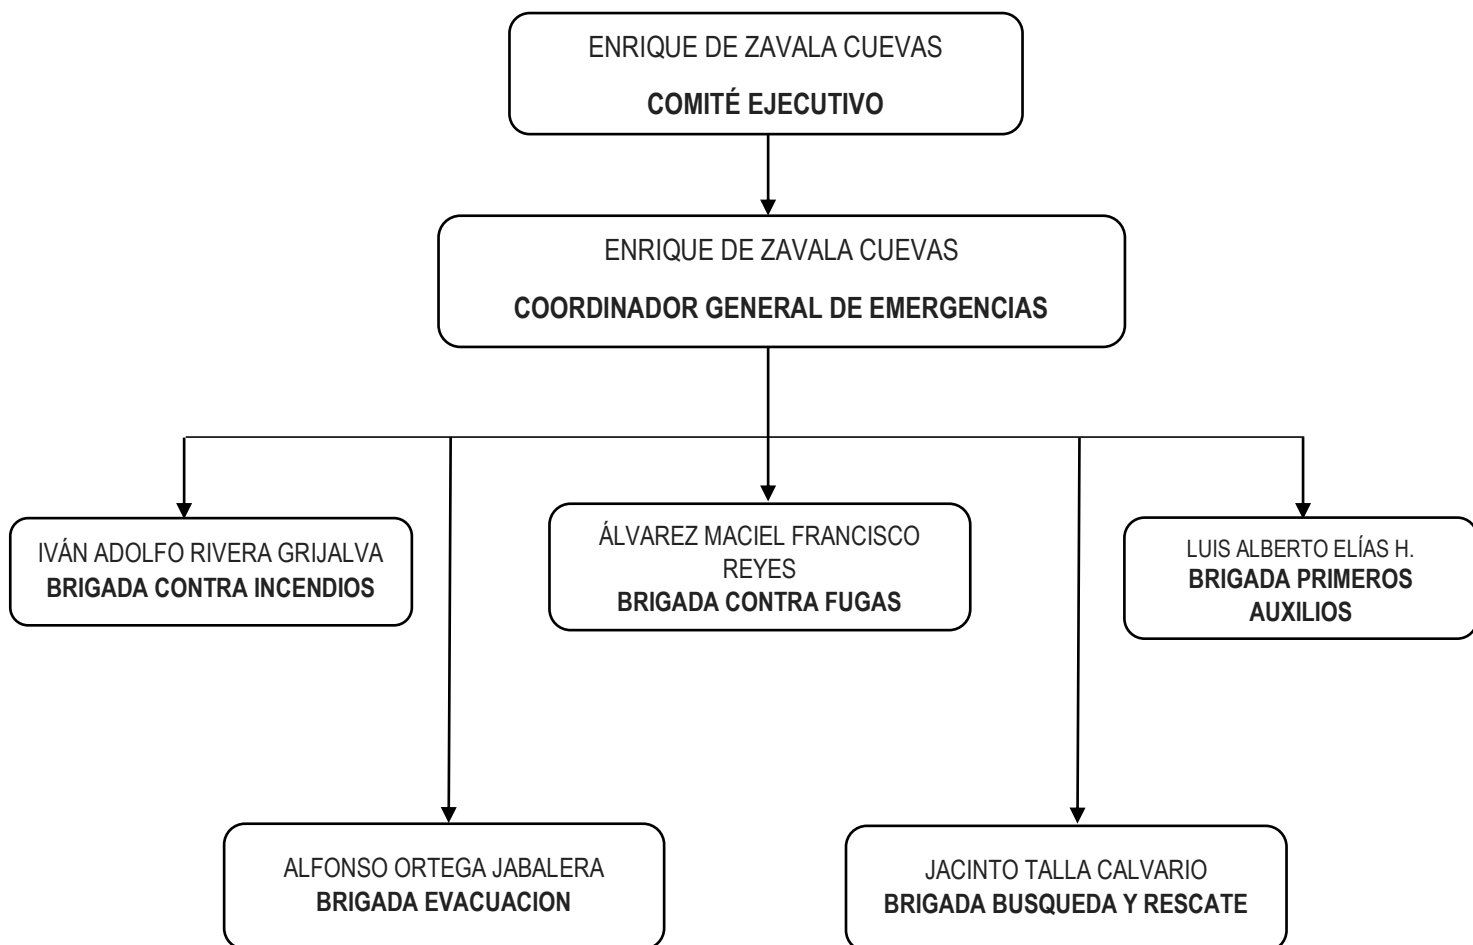 ENRIQUE DE ZAVALA CUEVAS
COMITÉ EJECUTIVO
ENRIQUE DE ZAVALA CUEVAS
COORDINADOR GENERAL DE EMERGENCIAS
IVÁN ADOLFO RIVERA GRIJALVA
BRIGADA CONTRA INCENDIOS
ÁLVAREZ MACIEL FRANCISCO
REYES
BRIGADA CONTRA FUGAS
LUIS ALBERTO ELÍAS H.
BRIGADA PRIMEROS
AUXILIOS
ALFONSO ORTEGA JABALERA
BRIGADA EVACUACION
JACINTO TALLA CALVARIO
BRIGADA BUSQUEDA Y RESCATE